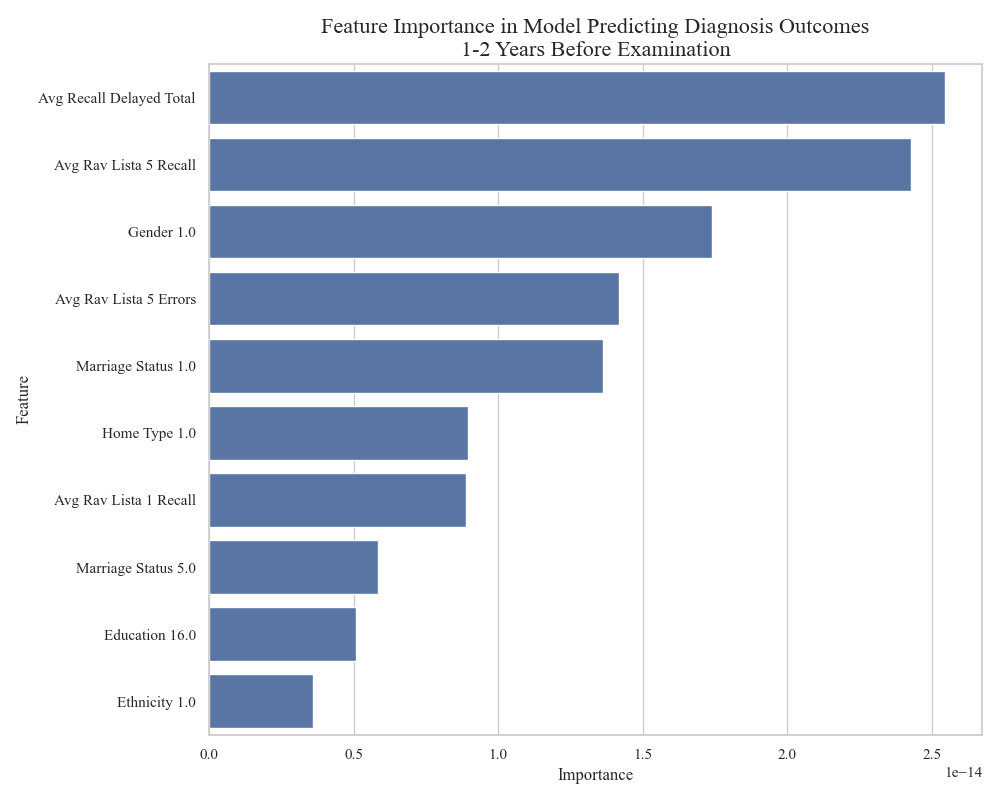 Feature Importance in Model Predicting Diagnosis Outcomes
1-2 Years Before Examination
Feature
Avg Recall Delayed Total
Avg Rav Lista 5 Recall
Gender 1.0
Avg Rav Lista 5 Errors
Marriage Status 1.0
Home Type 1.0
Avg Rav Lista 1 Recall
Marriage Status 5.0
Education 16.0
Ethnicity 1.0
0.0 0.5 1.0 1.5 2.0 2.5
1e−14
Importance